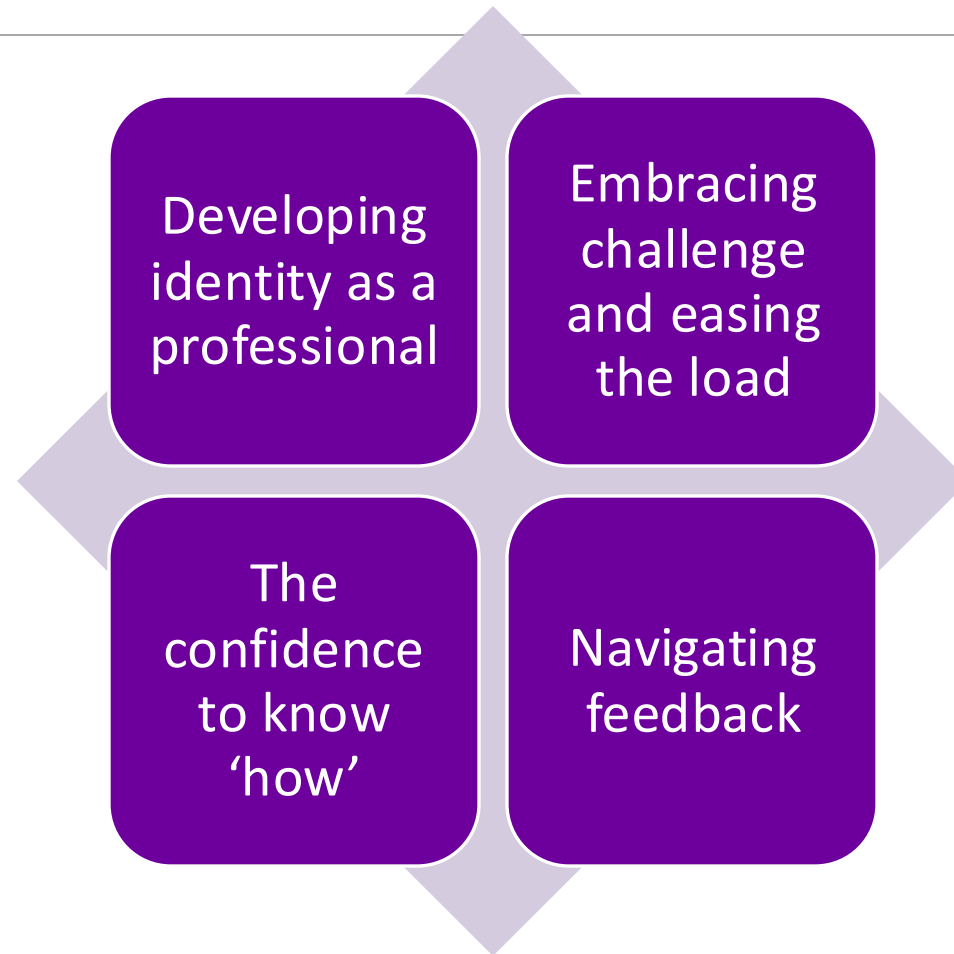 Developing
identity as a
professional
Embracing
challenge
and easing
the load
The
confidence
to know
‘how’
Navigating
feedback